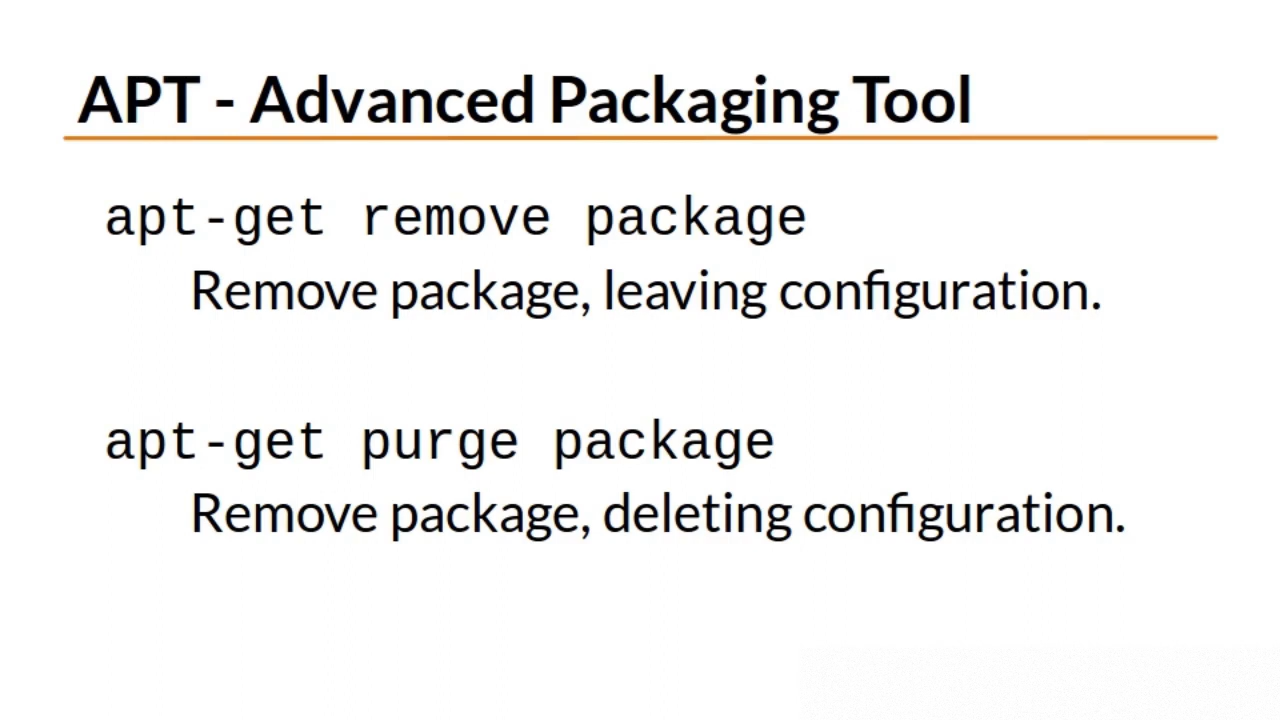 APT - Advanced Packaging Tool
apt-get remove package
Remove package, leaving configuration.
apt-get purge package
Remove package, deleting configuration.